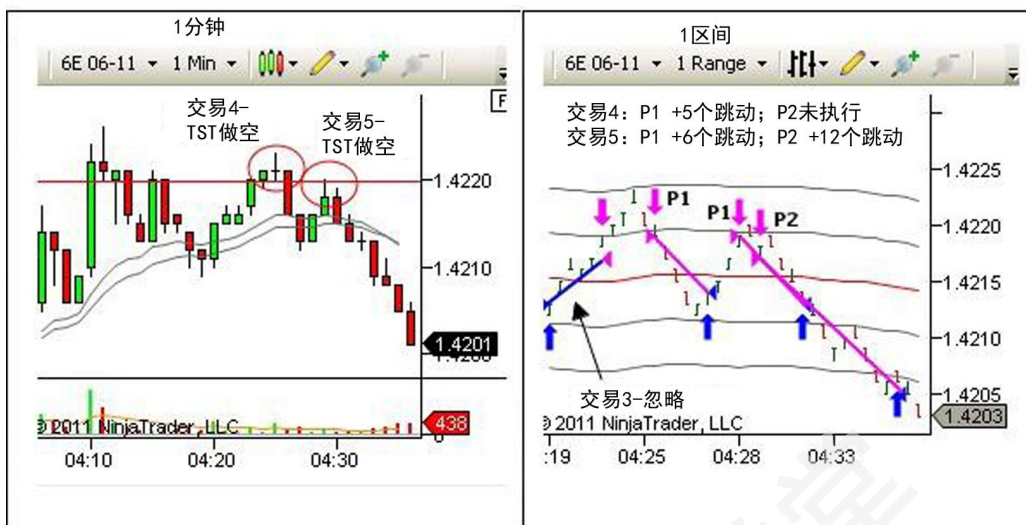 1分钟
6E 06-11
1 Min
F
交易4-
TST做空
交易5-
TST做空
1.4220
1.4210
1.4201
438
0
© 2011 NinjaTrader, LLC
04:10
04:20
04:30
1区间
6E 06-11
1 Range
交易4：P1 +5个跳动；P2未执行
交易5：P1 +6个跳动；P2 +12个跳动
P1
P1
P2
1.4225
1.4220
1.4215
1.4210
1.4205
1.4203
交易3-忽略
© 2011 NinjaTrader, LLC
:19
04:25
04:28
04:33